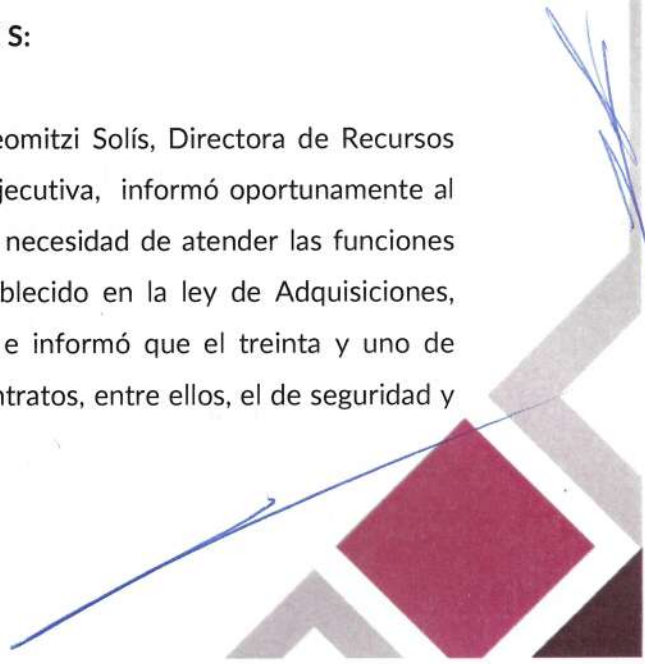 S:
eomitzi Solís, Directora de Recursos
jecutiva, informó oportunamente al
necesidad de atender las funciones
blecido en la ley de Adquisiciones,
e informó que el treinta y uno de
ntratos, entre ellos, el de seguridad y